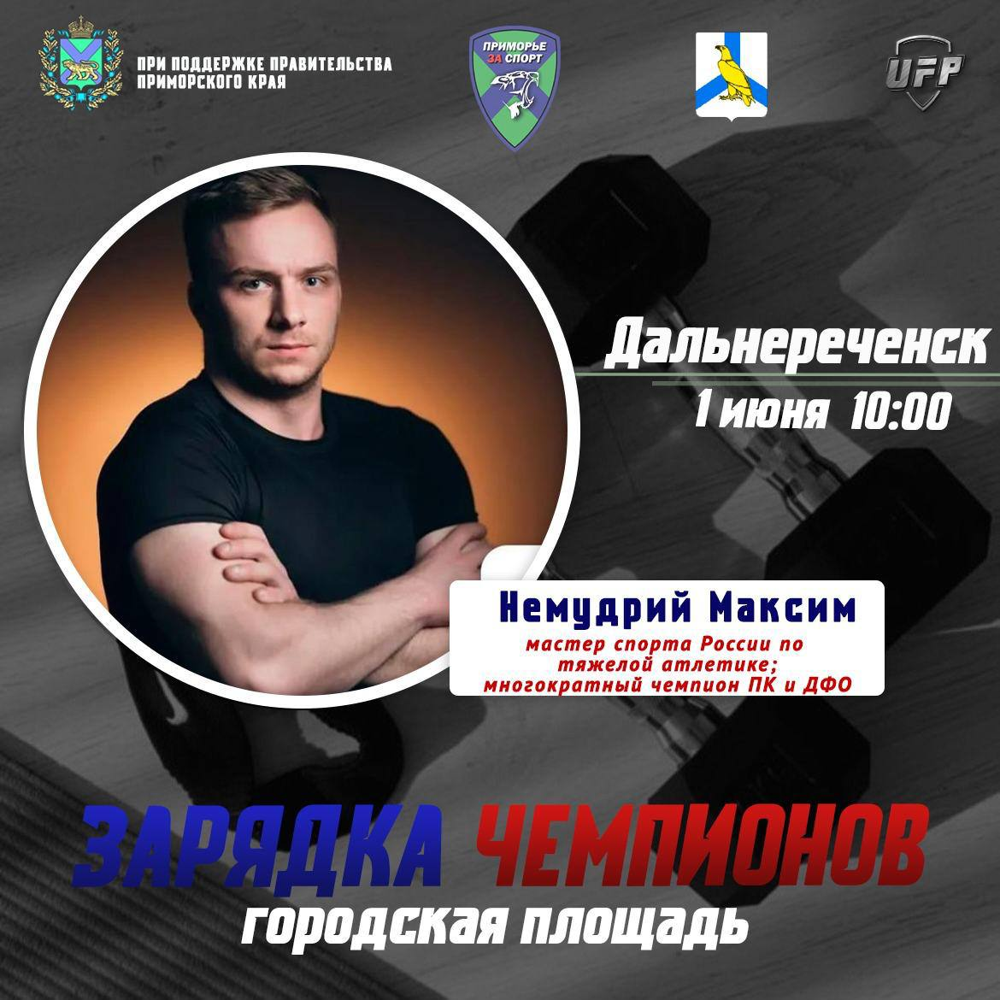 ПРИ ПОДДЕРЖКЕ ПРАВИТЕЛЬСТВА
ПРИМОРСКОГО КРАЯ
ПРИМОРЬЕ
ЗА СПОРТ
UFP
Дальнереченск
1 июня 10:00
Немудрий Максим
мастер спорта России по
тяжелой атлетике;
многократный чемпион ПК и ДФО
ЗАРЯДКА ЧЕМПИОНОВ
городская площадь